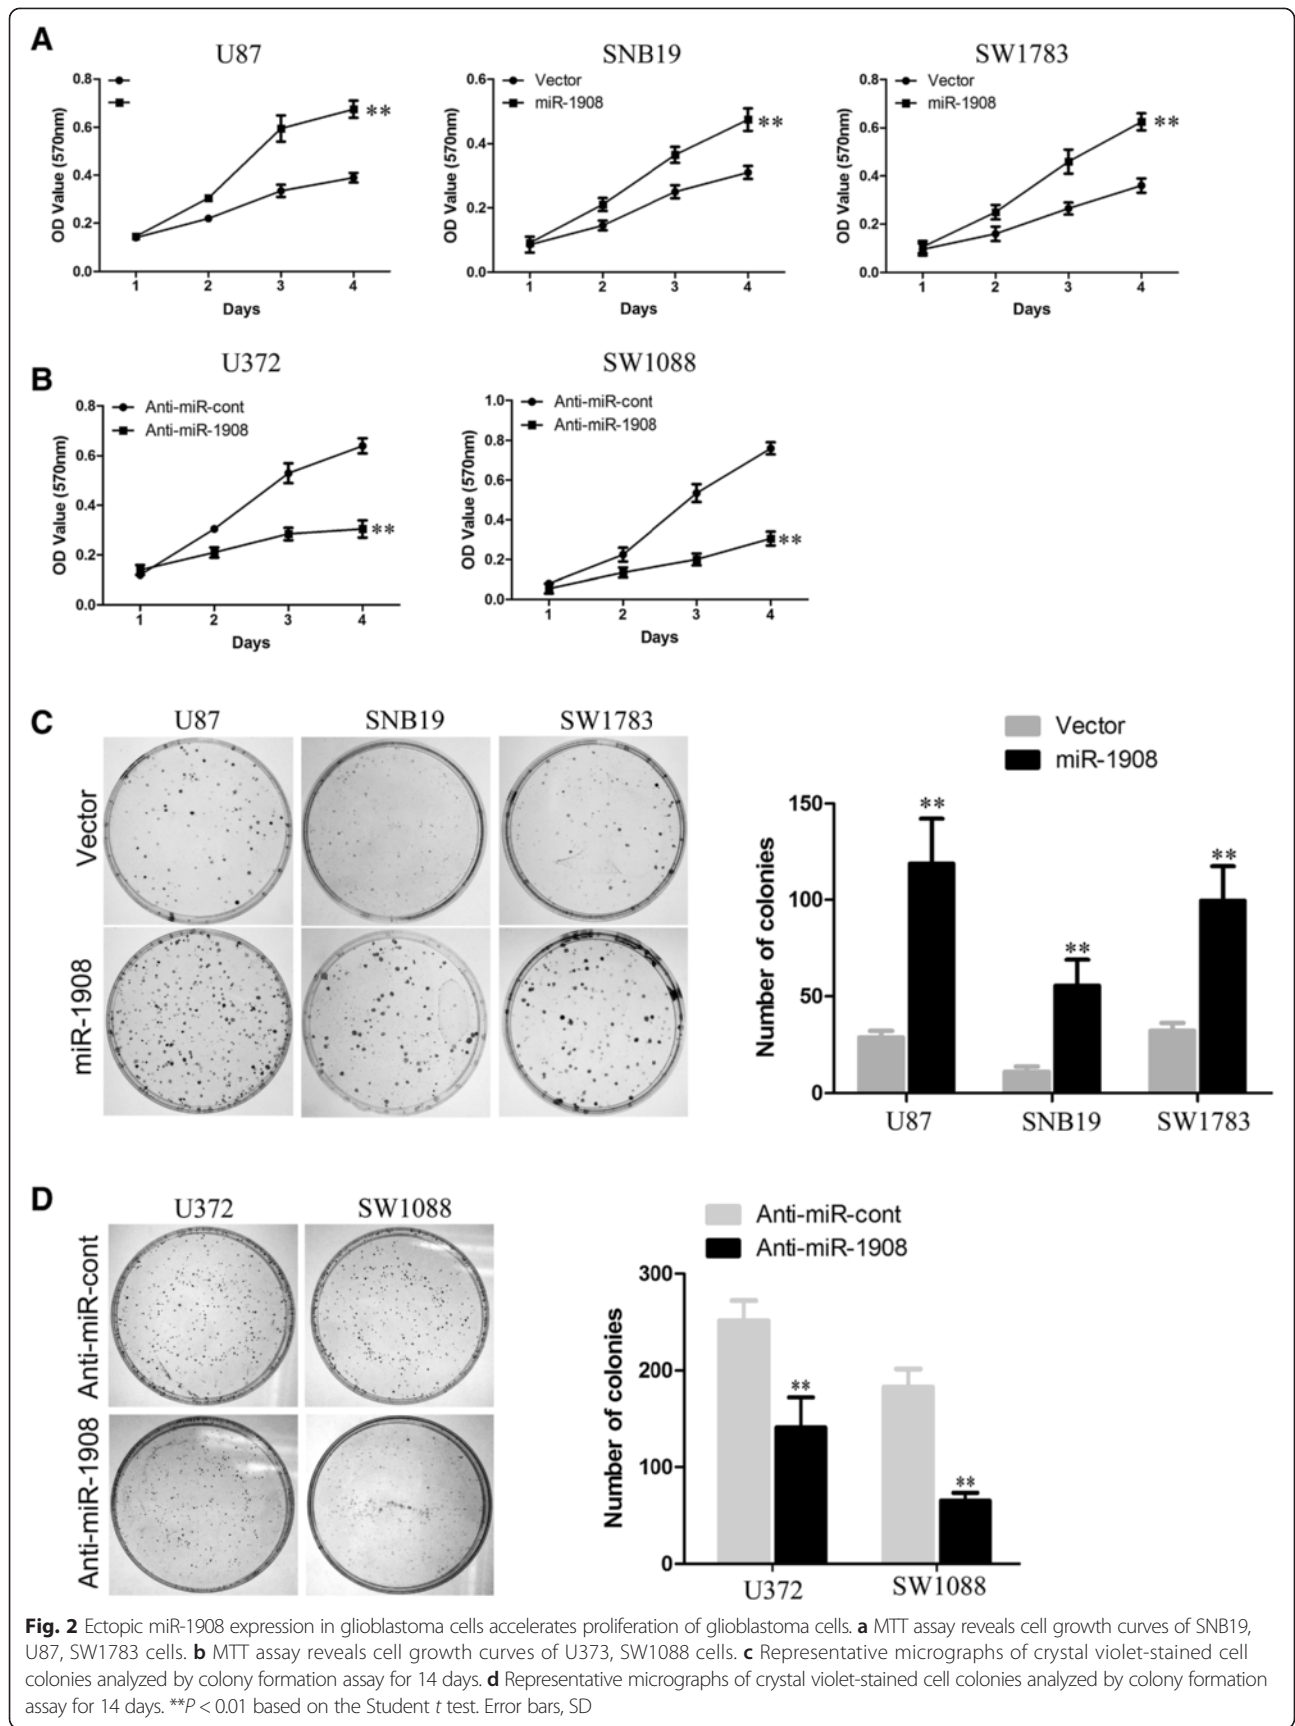 A
U87
SNB19
SW1783
0.8
0.6
0.4
0.2
0.0
OD Value (570nm)
1 2 3 4
Days
**
0.6
0.4
0.2
0.0
OD Value (570nm)
Vector
miR-1908
1 2 3 4
Days
**
0.8
0.6
0.4
0.2
0.0
OD Value (570nm)
Vector
miR-1908
1 2 3 4
Days
**
B
U372
SW1088
0.8
0.6
0.4
0.2
0.0
OD Value (570nm)
Anti-miR-cont
Anti-miR-1908
1 2 3 4
Days
**
1.0
0.8
0.6
0.4
0.2
0.0
OD Value (570nm)
Anti-miR-cont
Anti-miR-1908
1 2 3 4
Days
**
C
U87 SNB19 SW1783
Vector
miR-1908
Vector
miR-1908
150
100
50
0
Number of colonies
**
**
**
U87 SNB19 SW1783
D
U372 SW1088
Anti-miR-cont
Anti-miR-1908
Anti-miR-cont
Anti-miR-1908
300
200
100
0
Number of colonies
**
**
U372 SW1088
Fig. 2 Ectopic miR-1908 expression in glioblastoma cells accelerates proliferation of glioblastoma cells. a MTT assay reveals cell growth curves of SNB19,
U87, SW1783 cells. b MTT assay reveals cell growth curves of U373, SW1088 cells. c Representative micrographs of crystal violet-stained cell
colonies analyzed by colony formation assay for 14 days. d Representative micrographs of crystal violet-stained cell colonies analyzed by colony formation
assay for 14 days. **P < 0.01 based on the Student t test. Error bars, SD